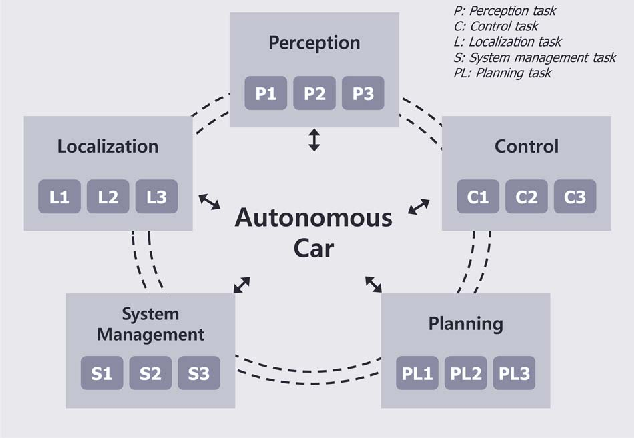 P: Perception task
C: Control task
L: Localization task
S: System management task
PL: Planning task
Perception
P1 P2 P3
Localization
L1 L2 L3
Control
C1 C2 C3
Autonomous
Car
System
Management
S1 S2 S3
Planning
PL1 PL2 PL3